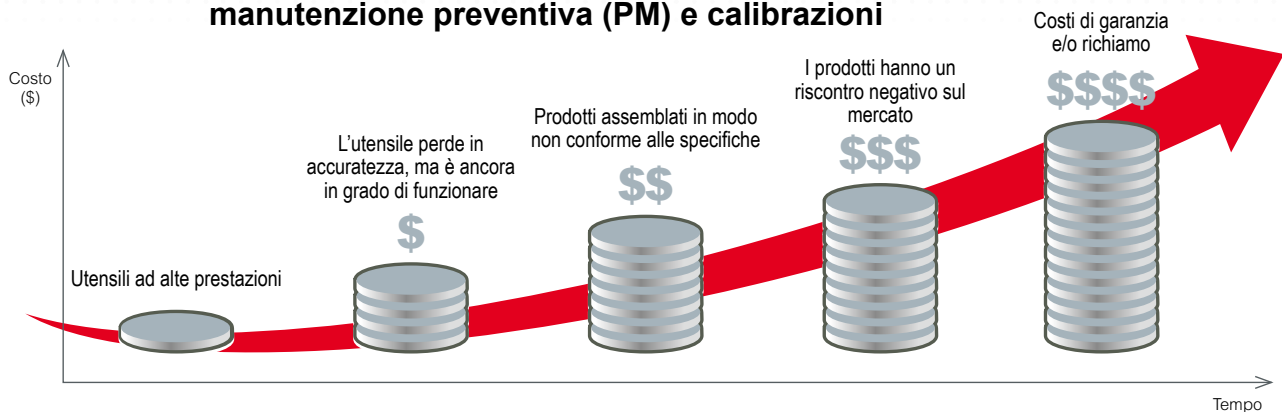 manutenzione preventiva (PM) e calibrazioni
Costo
($)
Utensili ad alte prestazioni
L'utensile perde in
accuratezza, ma è ancora
in grado di funzionare
$
Prodotti assemblati in modo
non conforme alle specifiche
$$
I prodotti hanno un
riscontro negativo sul
mercato
$$$
Costi di garanzia
e/o richiamo
$$$$
Tempo